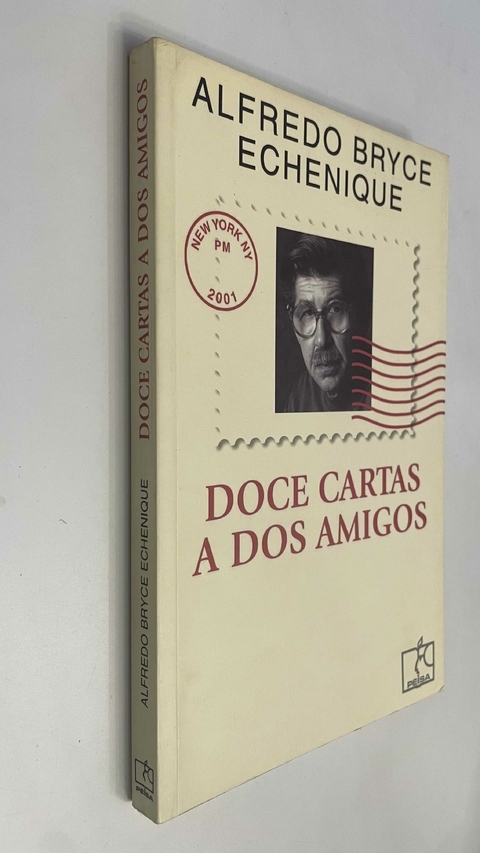 ALFREDO BRYCE
ECHENIQUE
NEW YORK-NY
PM
2001
DOCE CARTAS
A DOS AMIGOS
PEISA
DOCE CARTAS A DOS AMIGOS
ALFREDO BRYCE ECHENIQUE
PEISA